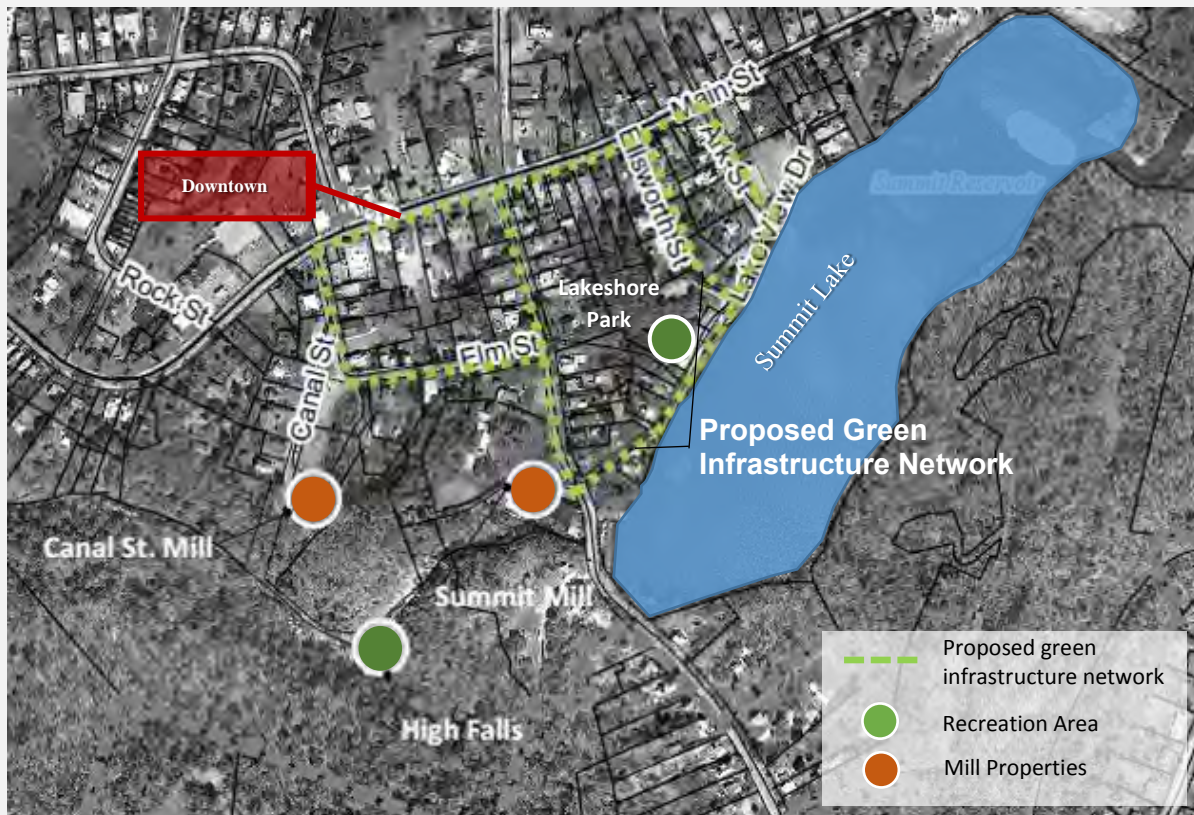 Main St
Ark St
Ellsworth St
Lakeview Dr
Summit Reservoir
Downtown
Rock St
Lakeshore
Park
Summit Lake
Elm St
Canal St
Proposed Green
Infrastructure Network
Canal St. Mill
Summit Mill
High Falls
Proposed green
infrastructure network
Recreation Area
Mill Properties